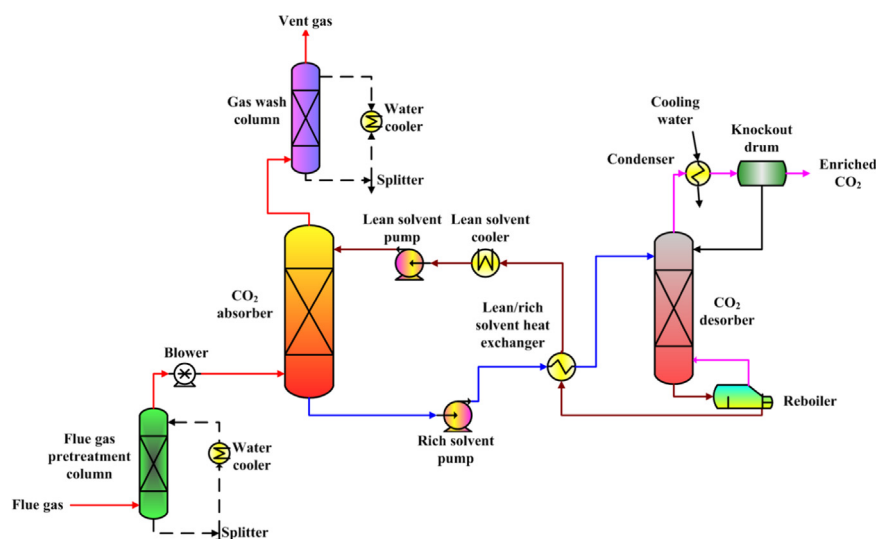 Vent gas
Gas wash
column
Water
cooler
Splitter
Cooling
water
Condenser
Knockout
drum
Enriched
CO₂
Lean solvent
pump
Lean solvent
cooler
CO₂
absorber
Lean/rich
solvent heat
exchanger
CO₂
desorber
Blower
Reboiler
Rich solvent
pump
Flue gas
pretreatment
column
Water
cooler
Flue gas
Splitter